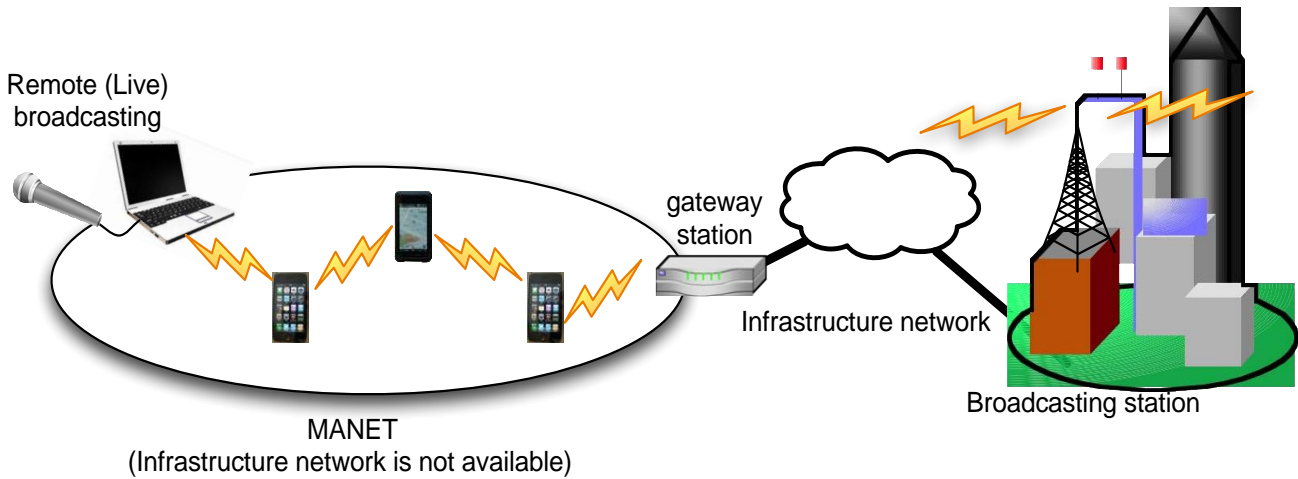 Remote (Live)
broadcasting
gateway
station
Infrastructure network
Broadcasting station
MANET
(Infrastructure network is not available)